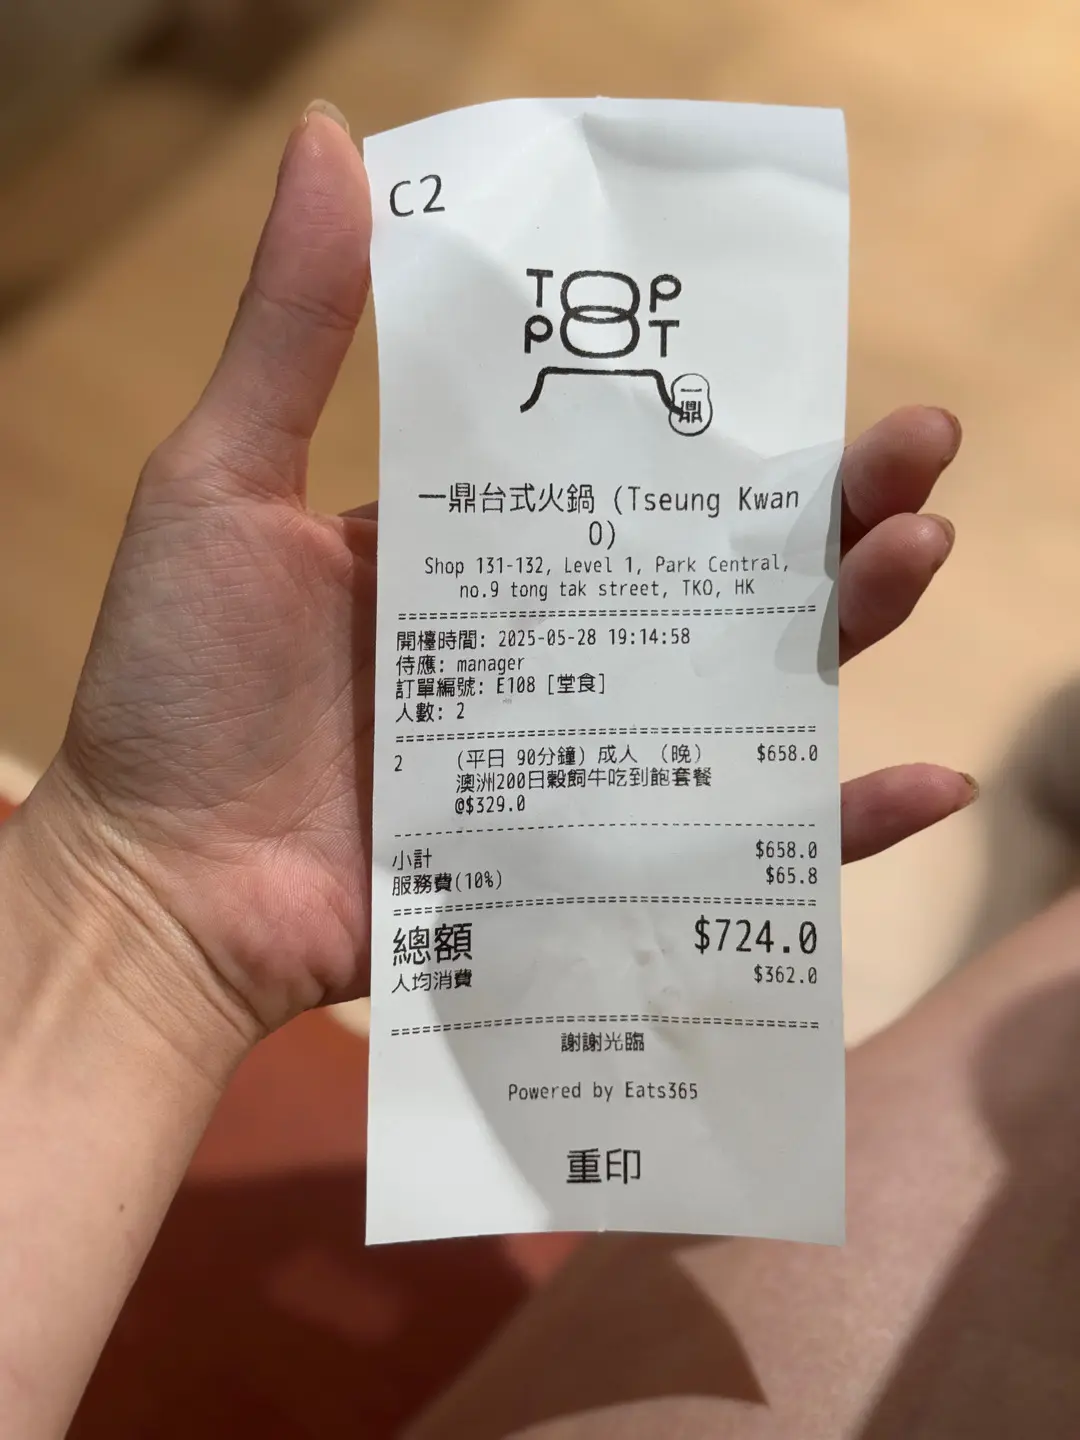 C2
TOP
POT
一鼎
一鼎台式火鍋 (Tseung Kwan
O)
Shop 131-132, Level 1, Park Central,
no.9 tong tak street, TKO, HK
開檯時間: 2025-05-28 19:14:58
侍應: manager
訂單編號: E108 [堂食]
人數: 2
2 (平日 90分鐘) 成人 （晚） $658.0
澳洲200日穀飼牛吃到飽套餐
@$329.0
小計 $658.0
服務費(10%) $65.8
總額 $724.0
人均消費 $362.0
謝謝光臨
Powered by Eats365
重印